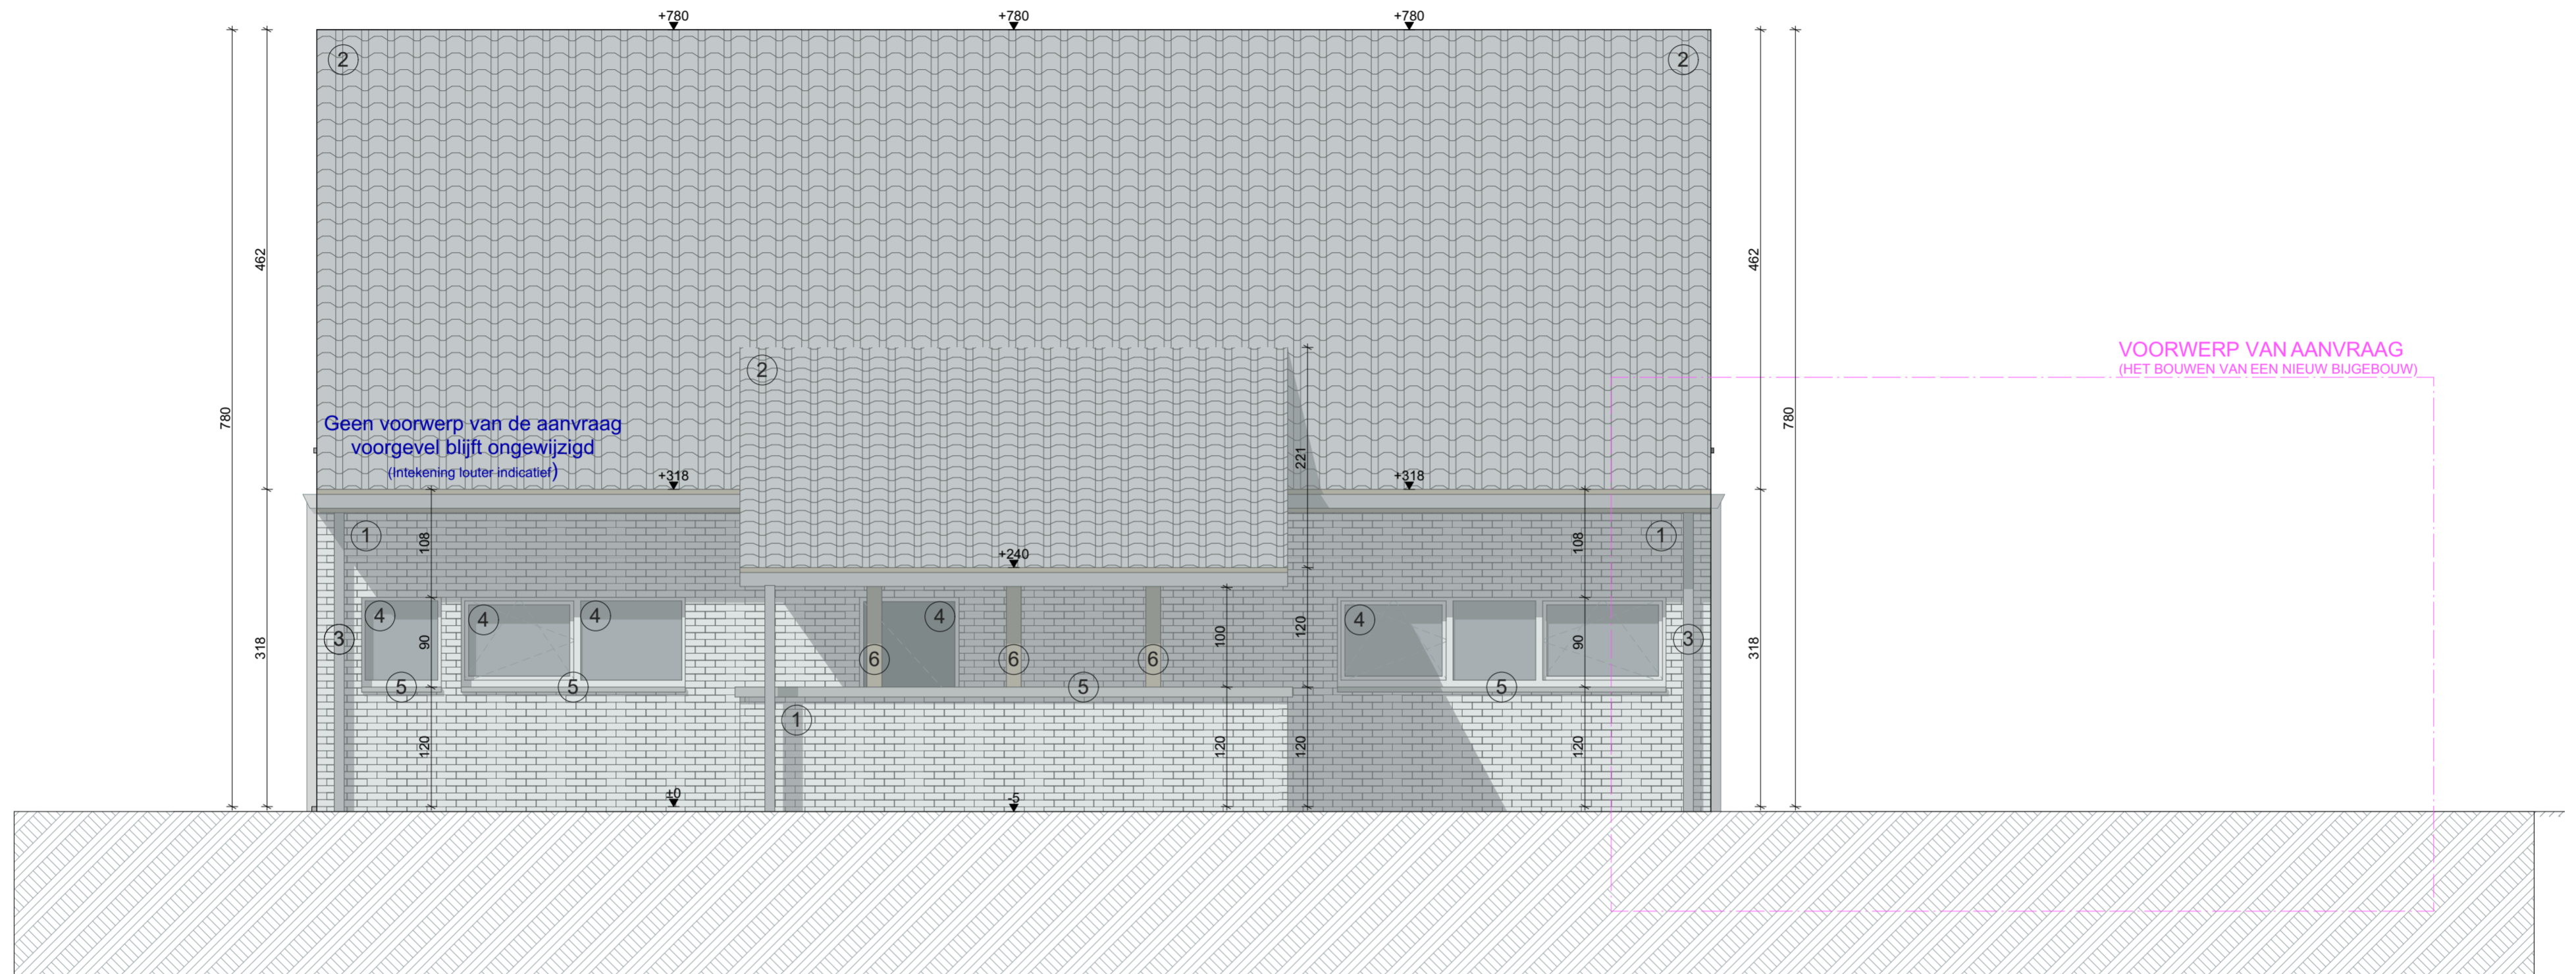 +780 +780 +780
2 2
462 462
VOORWERP VAN AANVRAAG
(HET BOUWEN VAN EEN NIEUW BIJGEBOUW)
2
780 780
Geen voorwerp van de aanvraag
voorgevel blijft ongewijzigd
(Intekening louter indicatief)
221
+318 +318
1 108 108 1
+240
4 4 4 4 4
3 90 100 120 90 3
318 318
6 6 6
5 5 5 5
1
120 120 120 120
±0 -5